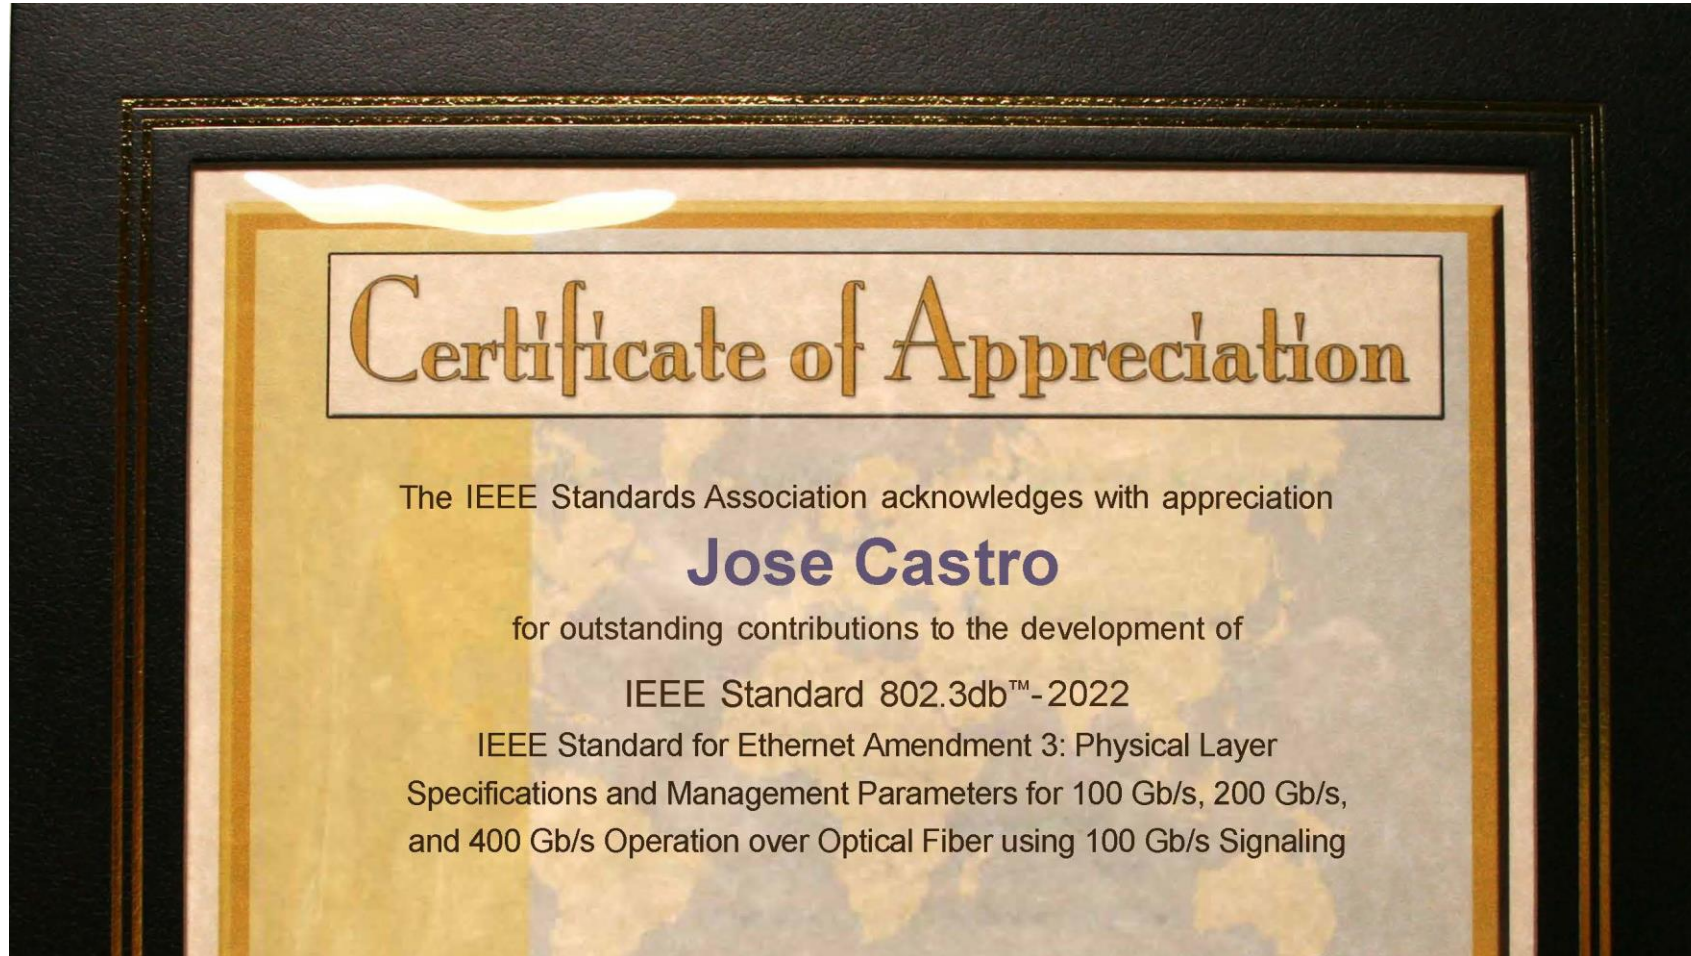 Certificate of Appreciation
The IEEE Standards Association acknowledges with appreciation
Jose Castro
for outstanding contributions to the development of
IEEE Standard 802.3db™-2022
IEEE Standard for Ethernet Amendment 3: Physical Layer
Specifications and Management Parameters for 100 Gb/s, 200 Gb/s,
and 400 Gb/s Operation over Optical Fiber using 100 Gb/s Signaling